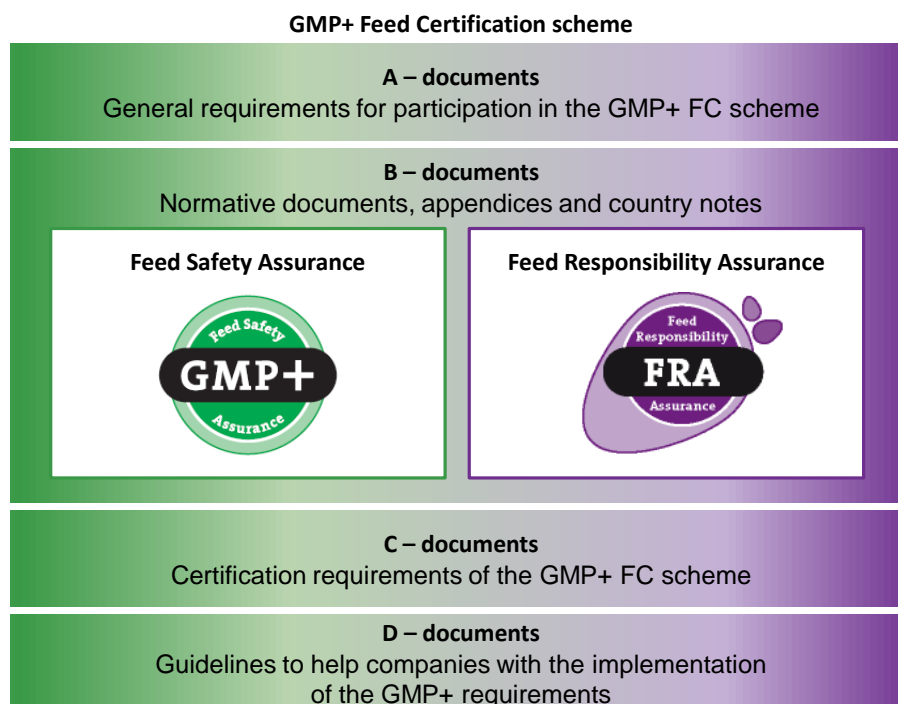 GMP+ Feed Certification scheme
A – documents
General requirements for participation in the GMP+ FC scheme
B – documents
Normative documents, appendices and country notes
Feed Safety Assurance
Feed Safety
GMP+
Assurance
Feed Responsibility Assurance
Feed
Responsibility
FRA
Assurance
C – documents
Certification requirements of the GMP+ FC scheme
D – documents
Guidelines to help companies with the implementation
of the GMP+ requirements